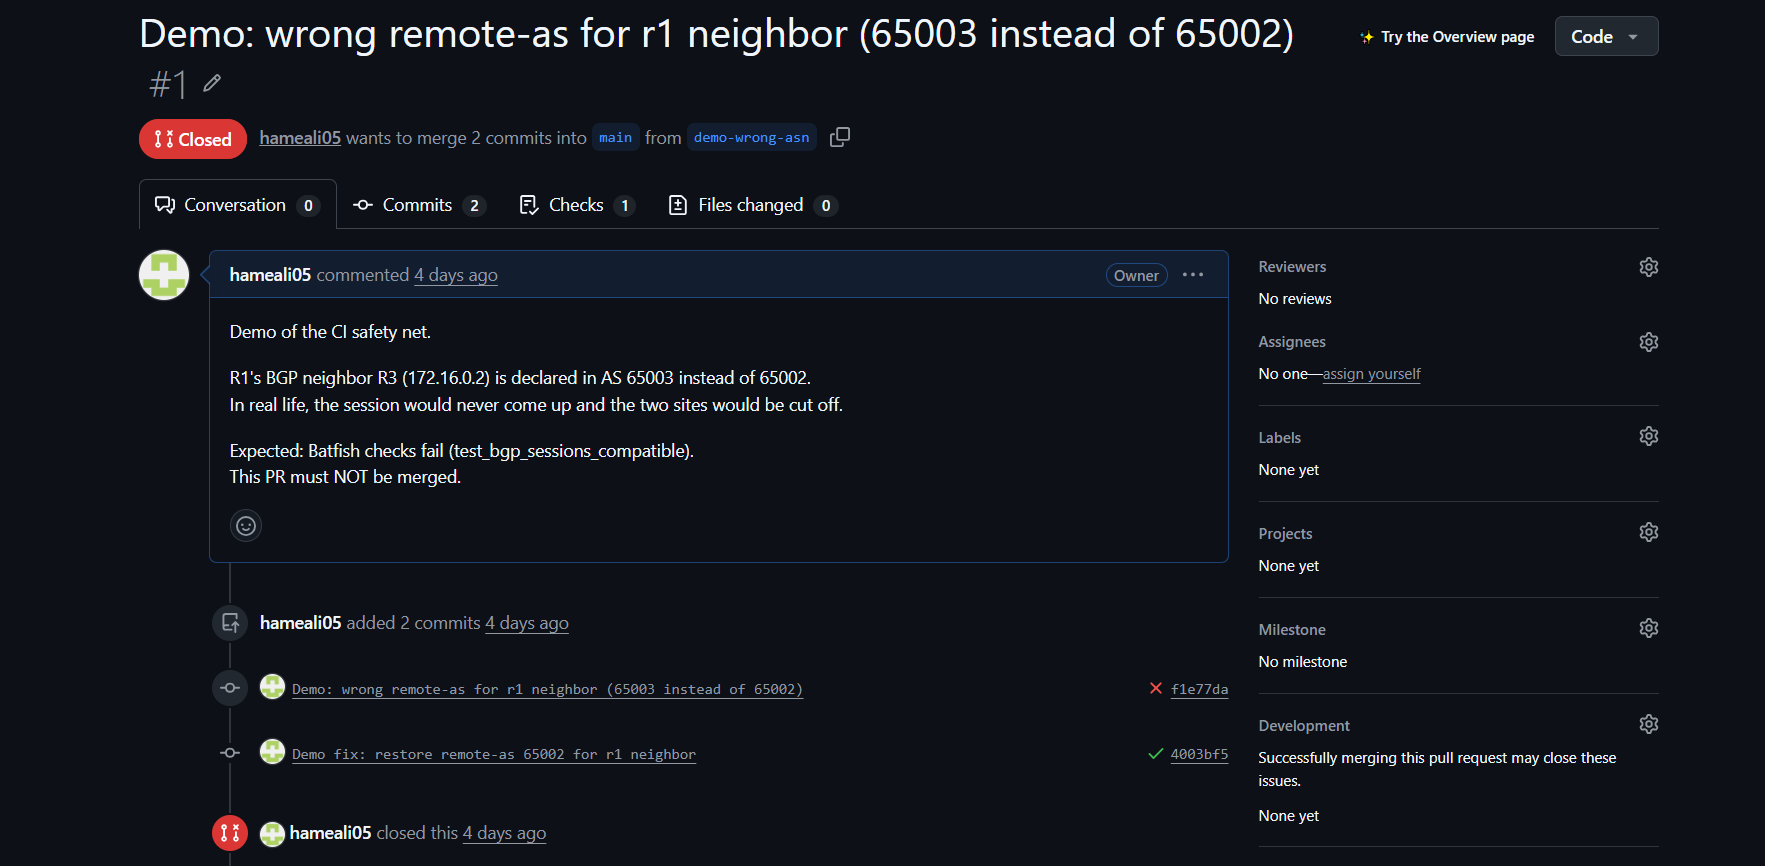 Demo: wrong remote-as for r1 neighbor (65003 instead of 65002)
#1
Try the Overview page
Code
Closed
hameali05 wants to merge 2 commits into main from demo-wrong-asn
Conversation 0
Commits 2
Checks 1
Files changed 0
hameali05 commented 4 days ago
Owner
Demo of the CI safety net.
R1's BGP neighbor R3 (172.16.0.2) is declared in AS 65003 instead of 65002.
In real life, the session would never come up and the two sites would be cut off.
Expected: Batfish checks fail (test_bgp_sessions_compatible).
This PR must NOT be merged.
hameali05 added 2 commits 4 days ago
Demo: wrong remote-as for r1 neighbor (65003 instead of 65002)
f1e77da
Demo fix: restore remote-as 65002 for r1 neighbor
4003bf5
hameali05 closed this 4 days ago
Reviewers
No reviews
Assignees
No one—assign yourself
Labels
None yet
Projects
None yet
Milestone
No milestone
Development
Successfully merging this pull request may close these
issues.
None yet